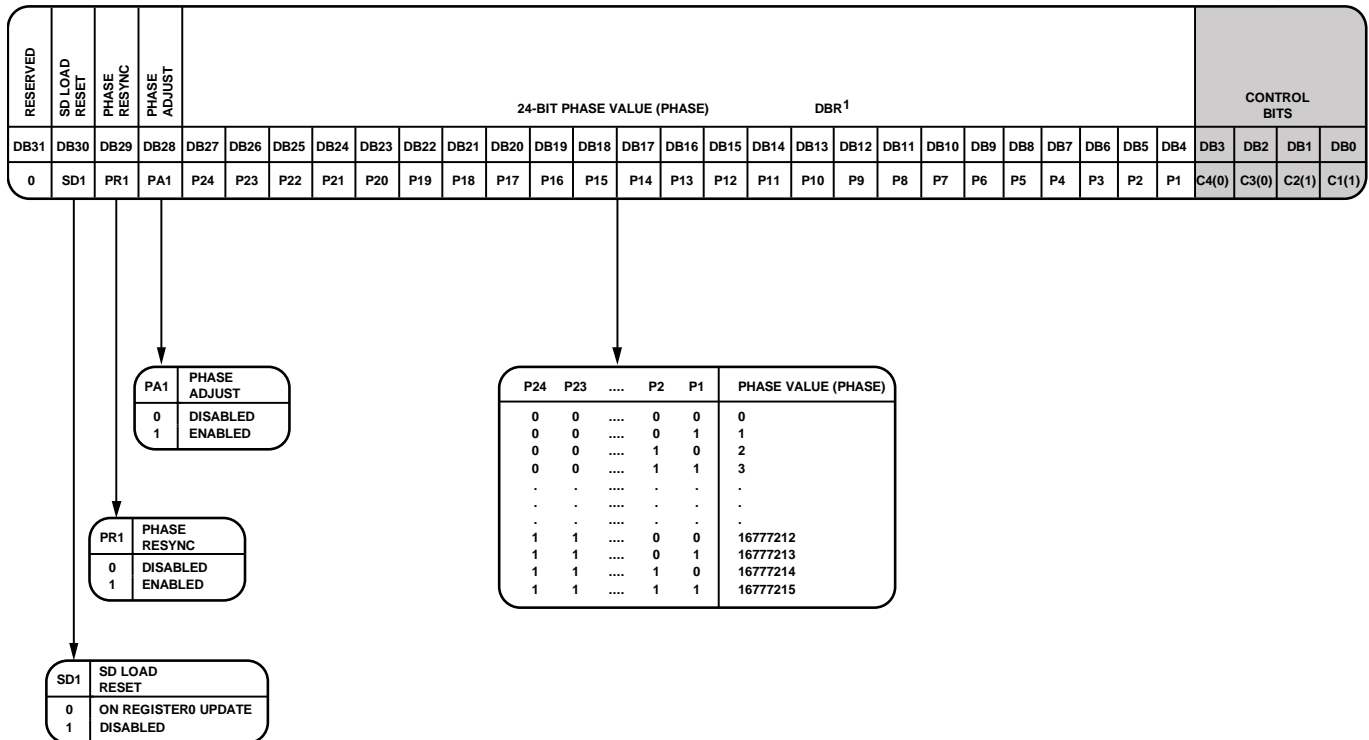 RESERVED
SD LOAD
RESET
PHASE
RESYNC
PHASE
ADJUST
24-BIT PHASE VALUE (PHASE) DBR1
CONTROL
BITS
DB31 DB30 DB29 DB28 DB27 DB26 DB25 DB24 DB23 DB22 DB21 DB20 DB19 DB18 DB17 DB16 DB15 DB14 DB13 DB12 DB11 DB10 DB9 DB8 DB7 DB6 DB5 DB4 DB3 DB2 DB1 DB0
0 SD1 PR1 PA1 P24 P23 P22 P21 P20 P19 P18 P17 P16 P15 P14 P13 P12 P11 P10 P9 P8 P7 P6 P5 P4 P3 P2 P1 C4(0) C3(0) C2(1) C1(1)
PA1 PHASE
ADJUST
0 DISABLED
1 ENABLED
P24 P23 .... P2 P1 PHASE VALUE (PHASE)
0 0 .... 0 0 0
0 0 .... 0 1 1
0 0 .... 1 0 2
0 0 .... 1 1 3
. . .... . . .
. . .... . . .
. . .... . . .
1 1 .... 0 0 16777212
1 1 .... 0 1 16777213
1 1 .... 1 0 16777214
1 1 .... 1 1 16777215
PR1 PHASE
RESYNC
0 DISABLED
1 ENABLED
SD1 SD LOAD
RESET
0 ON REGISTER0 UPDATE
1 DISABLED